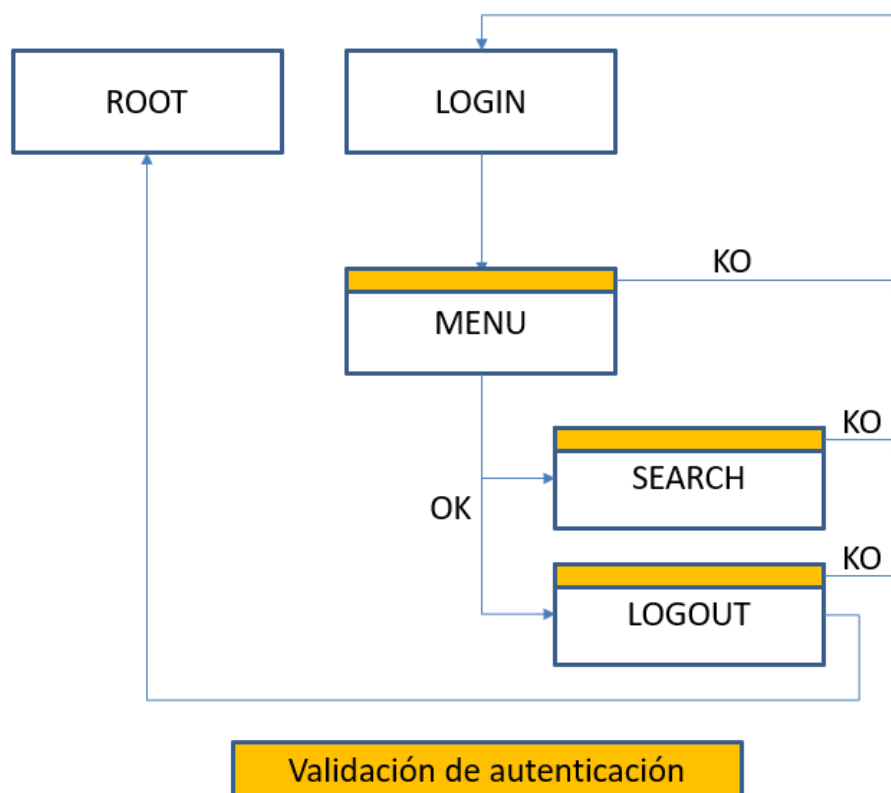 ROOT
LOGIN
KO
MENU
KO
SEARCH
OK
KO
LOGOUT
Validación de autenticación